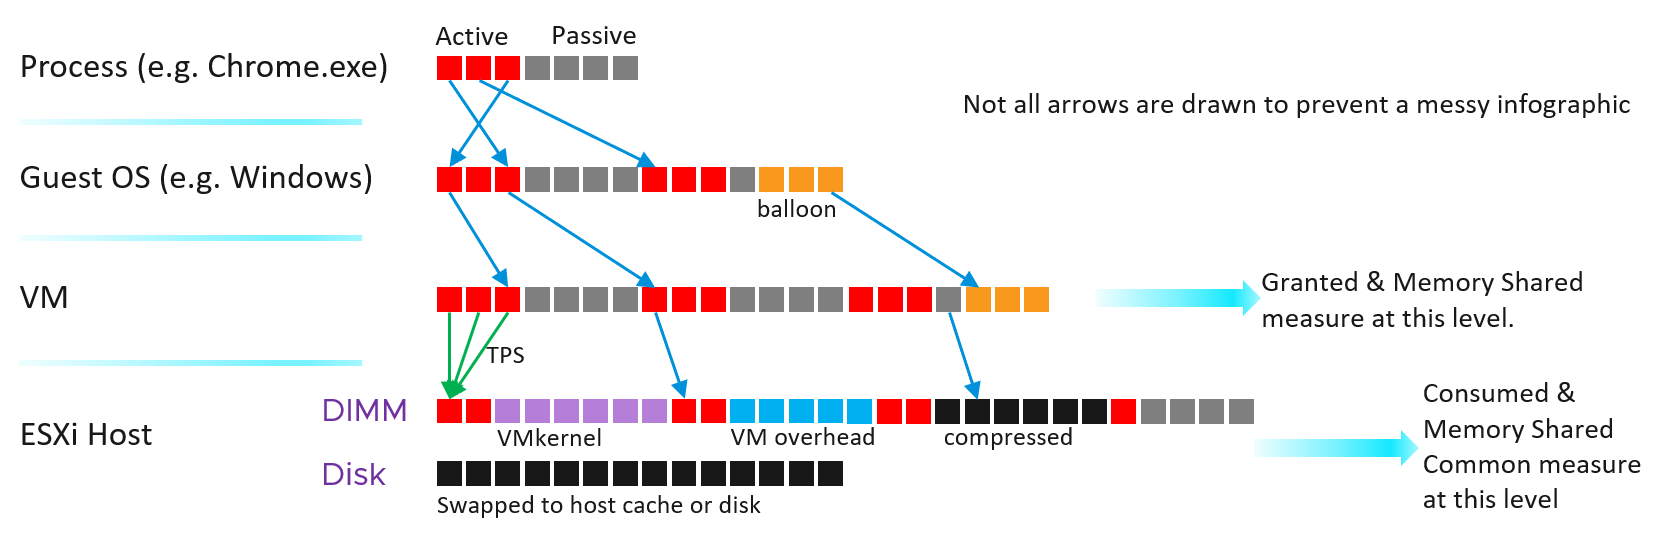 Active Passive
Process (e.g. Chrome.exe)
Not all arrows are drawn to prevent a messy infographic
Guest OS (e.g. Windows)
balloon
VM
Granted & Memory Shared
measure at this level.
TPS
DIMM
ESXi Host
VMkernel
VM overhead
compressed
Consumed &
Memory Shared
Common measure
at this level
Disk
Swapped to host cache or disk